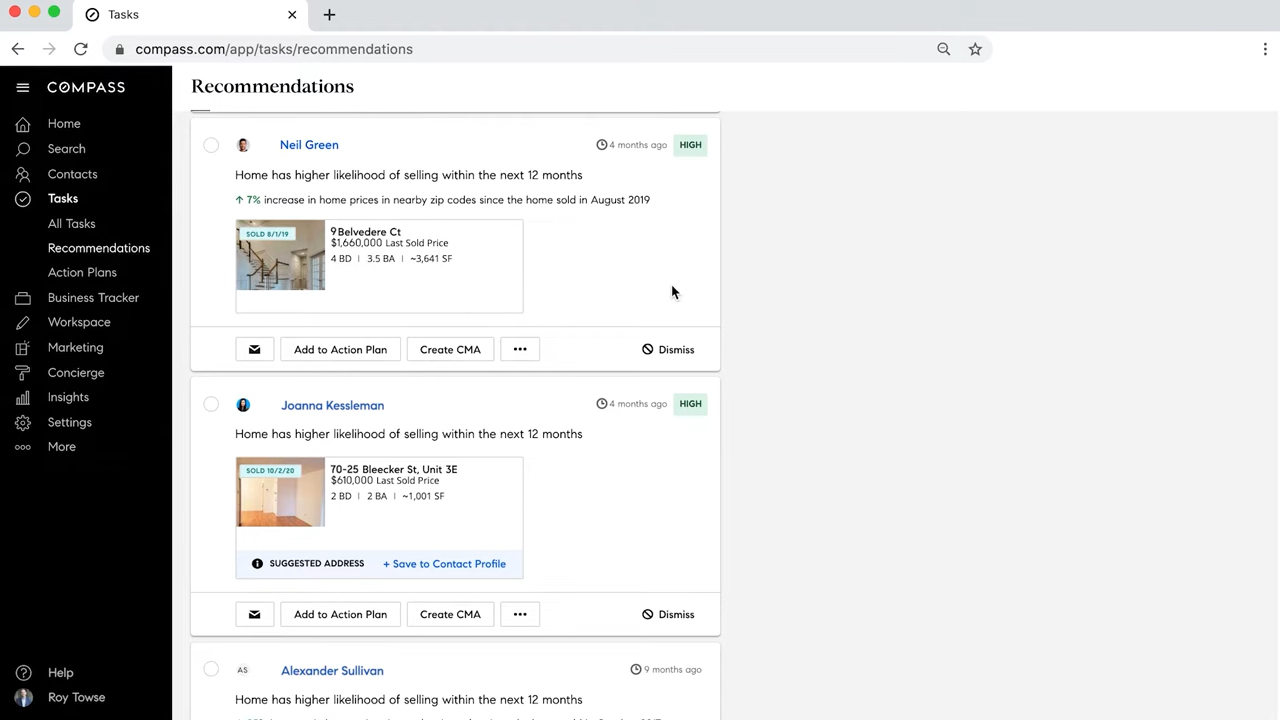 Tasks
compass.com/app/tasks/recommendations
COMPASS
Home
Search
Contacts
Tasks
All Tasks
Recommendations
Action Plans
Business Tracker
Workspace
Marketing
Concierge
Insights
Settings
More
Help
Roy Towse
Recommendations
Neil Green
4 months ago
HIGH
Home has higher likelihood of selling within the next 12 months
↑ 7% increase in home prices in nearby zip codes since the home sold in August 2019
SOLD 8/1/19
9 Belvedere Ct
$1,660,000 Last Sold Price
4 BD | 3.5 BA | ~3,641 SF
Add to Action Plan
Create CMA
Dismiss
Joanna Kessleman
4 months ago
HIGH
Home has higher likelihood of selling within the next 12 months
SOLD 10/2/20
70-25 Bleecker St, Unit 3E
$610,000 Last Sold Price
2 BD | 2 BA | ~1,001 SF
SUGGESTED ADDRESS
+ Save to Contact Profile
Add to Action Plan
Create CMA
Dismiss
AS
Alexander Sullivan
9 months ago
Home has higher likelihood of selling within the next 12 months